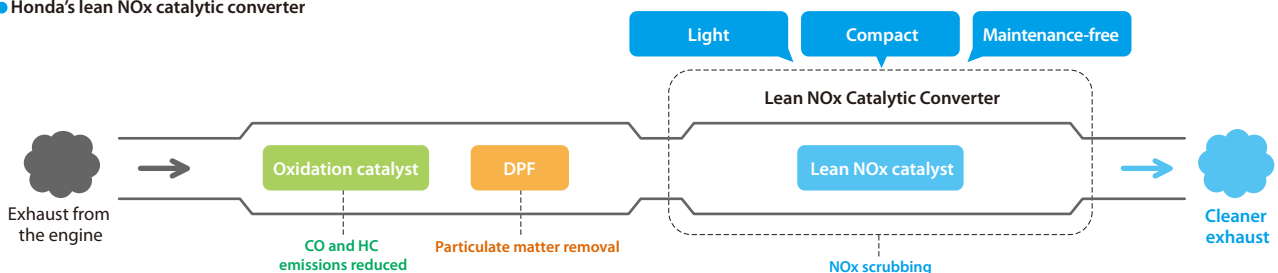 Honda's lean NOx catalytic converter
Light
Compact
Maintenance-free
Lean NOx Catalytic Converter
Oxidation catalyst
DPF
Lean NOx catalyst
Exhaust from
the engine
Cleaner
exhaust
CO and HC
emissions reduced
Particulate matter removal
NOx scrubbing